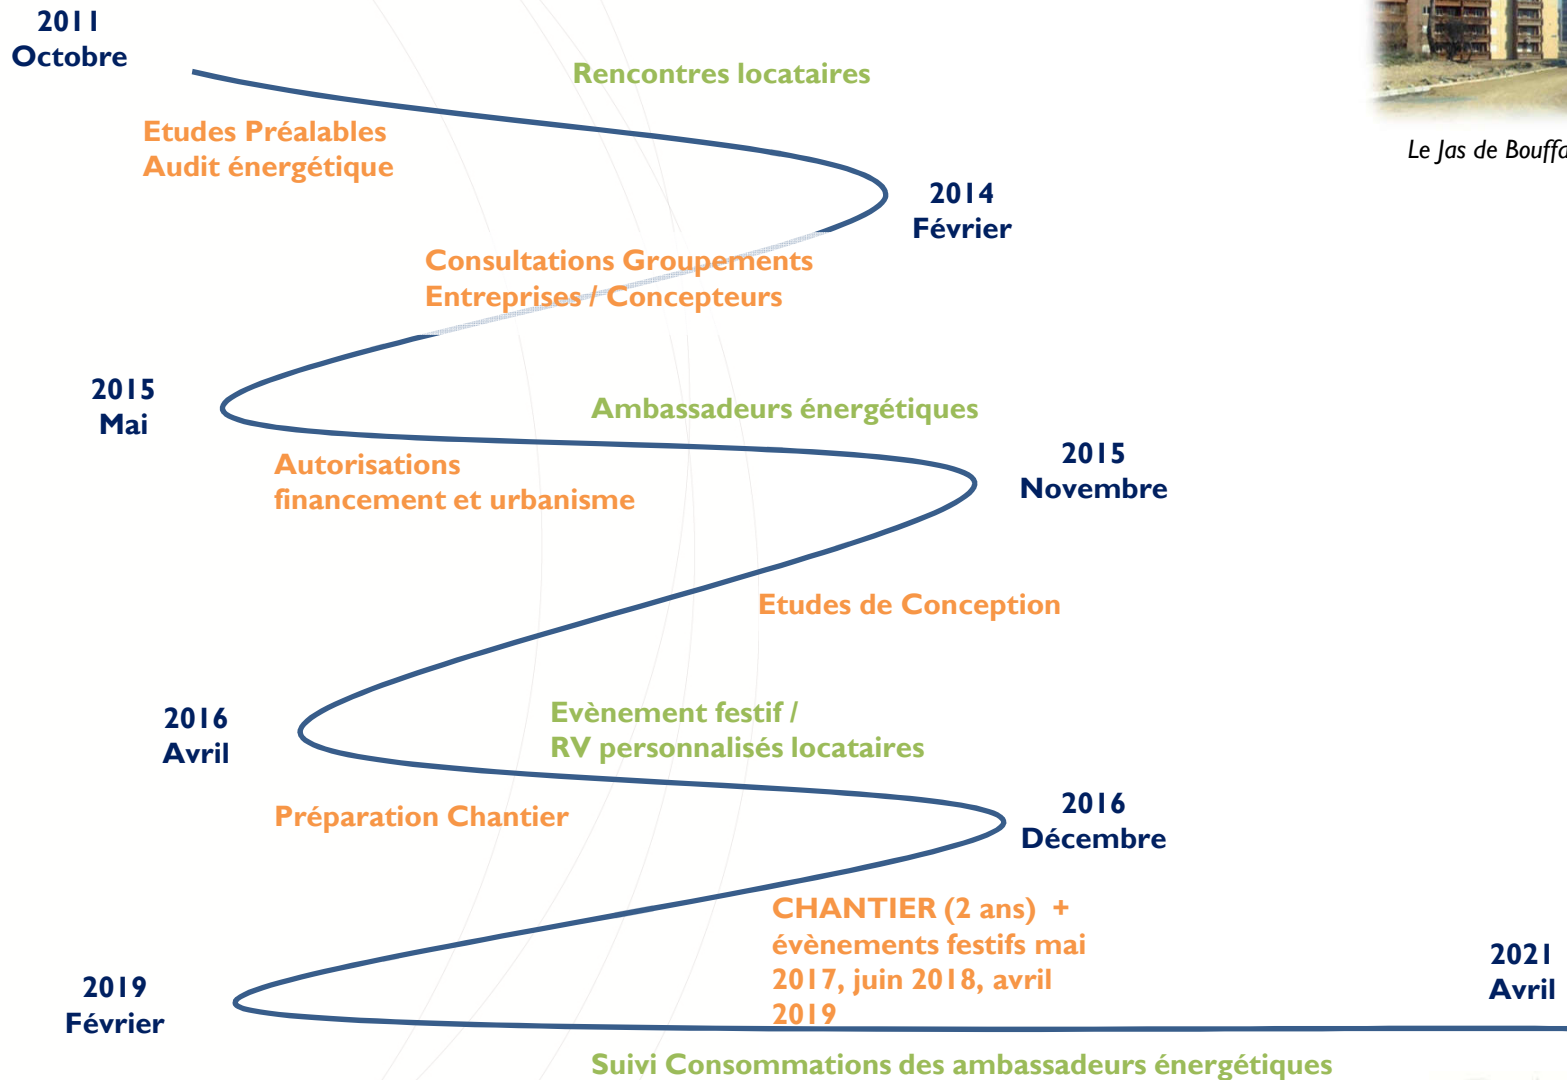 2011
Octobre
Rencontres locataires
Etudes Préalables
Audit énergétique
Le Jas de
2014
Février
Consultations Groupements
Entreprises / Concepteurs
2015
Mai
Ambassadeurs énergétiques
2015
Novembre
Autorisations
financement et urbanisme
Etudes de Conception
2016
Avril
Evènement festif /
RV personnalisés locataires
Préparation Chantier
2016
Décembre
CHANTIER (2 ans) +
évènements festifs mai
2017, juin 2018, avril
2019
2021
Avril
2019
Février
Suivi Consommations des ambassadeurs énergétiques